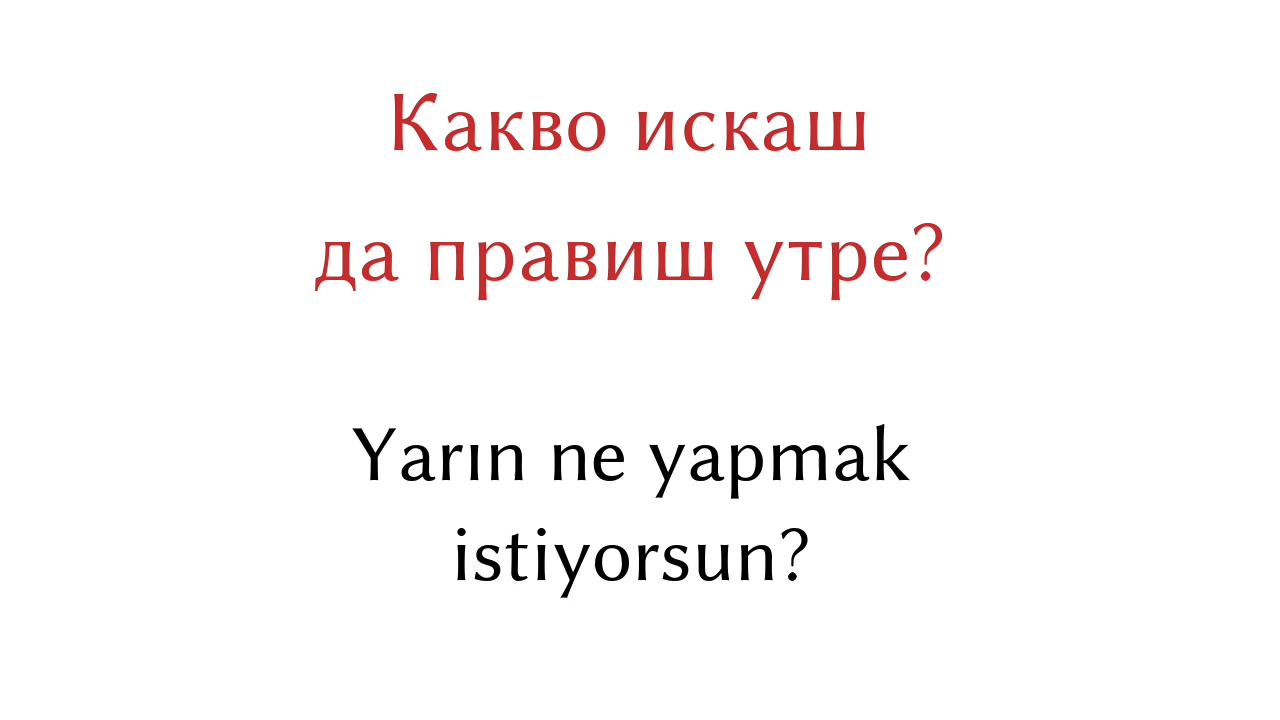 Какво искаш
да правиш утре?
Yarın ne yapmak
istiyorsun?